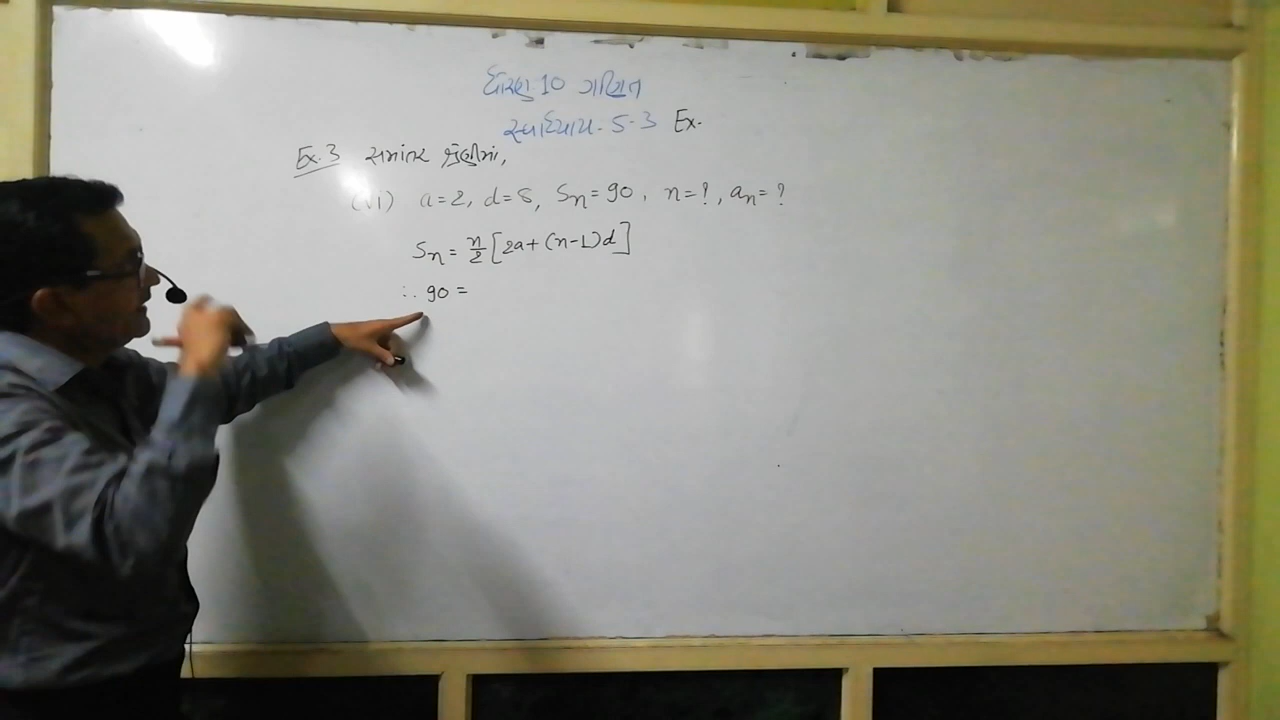 ધોરણ 10 ગણિત
સ્વાધ્યાય - 5.3 Ex.
Ex.3 સમાંતર શ્રેણીમાં,
(vi) a=2, d=8, Sn=90, n=?, an=?
Sn = n/2 [2a+(n-1)d]
∴ 90 =